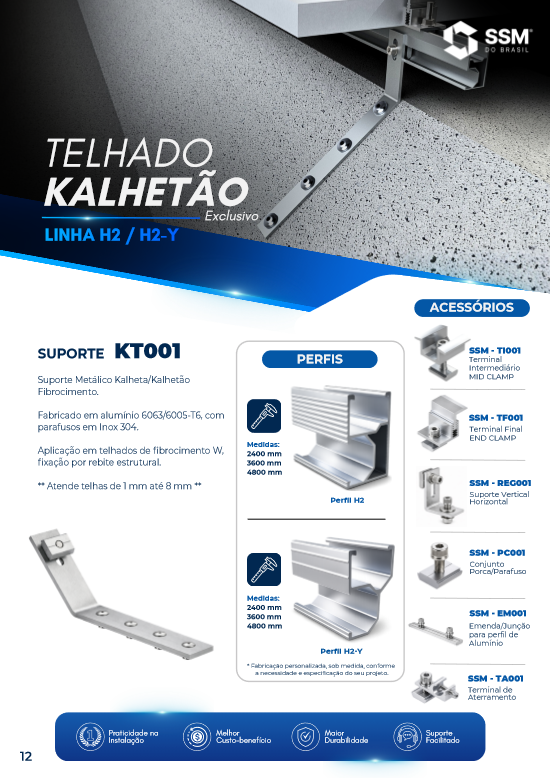 SSM
DO BRASIL
TELHADO
KALHETÃO
Exclusivo
LINHA H2 / H2-Y
ACESSÓRIOS
SUPORTE KT001
Suporte Metálico Kalheta/Kalhetão
Fibrocimento.
Fabricado em alumínio 6063/6005-T6, com
parafusos em Inox 304.
Aplicação em telhados de fibrocimento W,
fixação por rebite estrutural.
** Atende telhas de 1 mm até 8 mm **
PERFIS
Medidas:
2400 mm
3600 mm
4800 mm
Perfil H2
Medidas:
2400 mm
3600 mm
4800 mm
Perfil H2-Y
* Fabricação personalizada, sob medida, conforme
a necessidade e especificação do seu projeto.
SSM - TI001
Terminal
Intermediário
MID CLAMP
SSM - TF001
Terminal Final
END CLAMP
SSM - REG001
Suporte Vertical
Horizontal
SSM - PC001
Conjunto
Porca/Parafuso
SSM - EM001
Emenda/Junção
para perfil de
Alumínio
SSM - TA001
Terminal de
Aterramento
1
Praticidade na
Instalação
$
Melhor
Custo-benefício
Maior
Durabilidade
Suporte
Facilitado
12